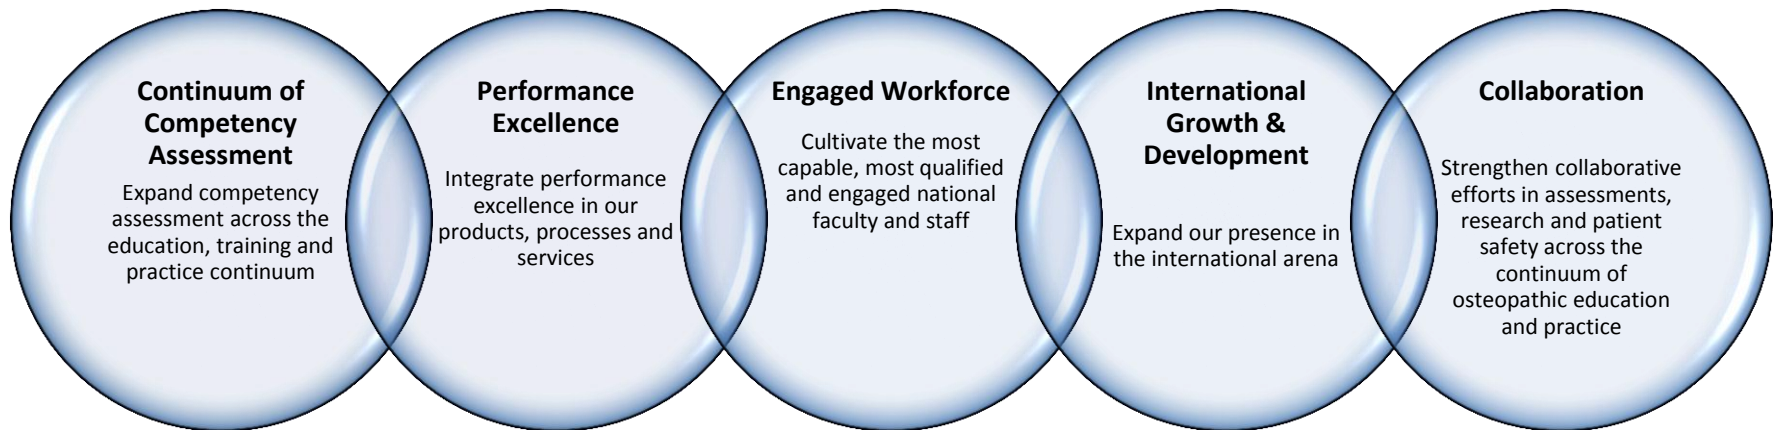 Continuum of
Competency
Assessment
Expand competency
assessment across the
education, training and
practice continuum
Performance
Excellence
Integrate performance
excellence in our
products, processes and
services
Engaged Workforce
Cultivate the most
capable, most qualified
and engaged national
faculty and staff
International
Growth &
Development
Expand our presence in
the international arena
Collaboration
Strengthen collaborative
efforts in assessments,
research and patient
safety across the
continuum of
osteopathic education
and practice